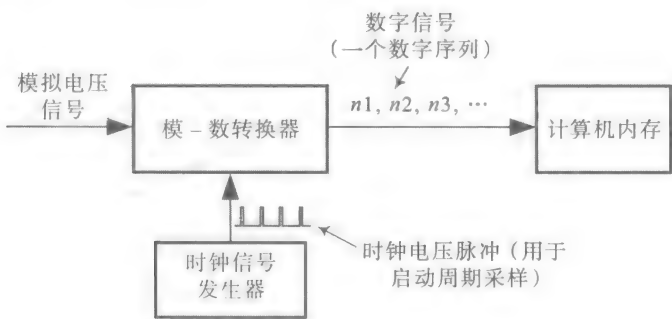 数字信号
（一个数字序列）
模拟电压
信号
n1, n2, n3, …
模－数转换器
计算机内存
时钟信号
发生器
时钟电压脉冲（用于
启动周期采样）